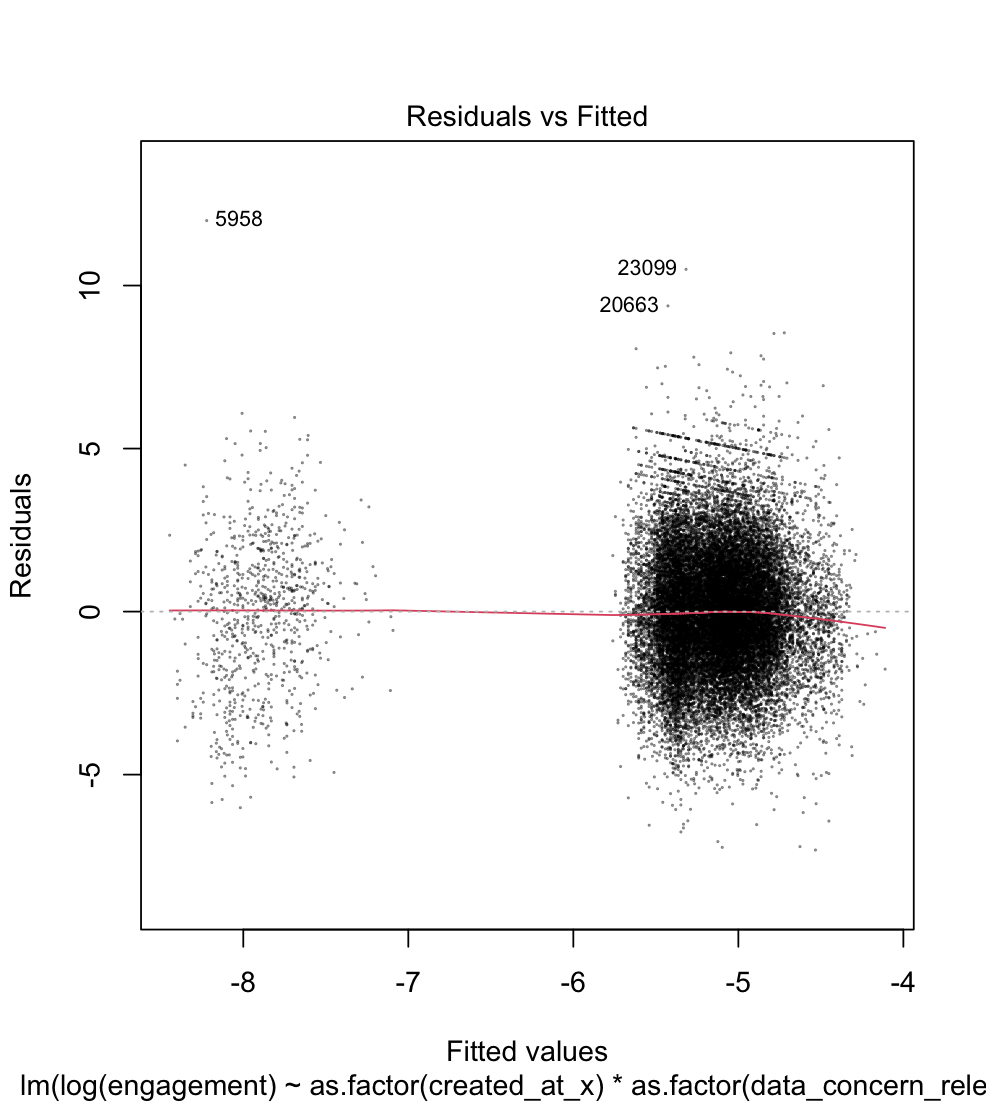 Residuals vs Fitted
5958
23099
20663
10
5
0
-5
Residuals
-8 -7 -6 -5 -4
Fitted values
lm(log(engagement) ~ as.factor(created_at_x) * as.factor(data_concern_rele